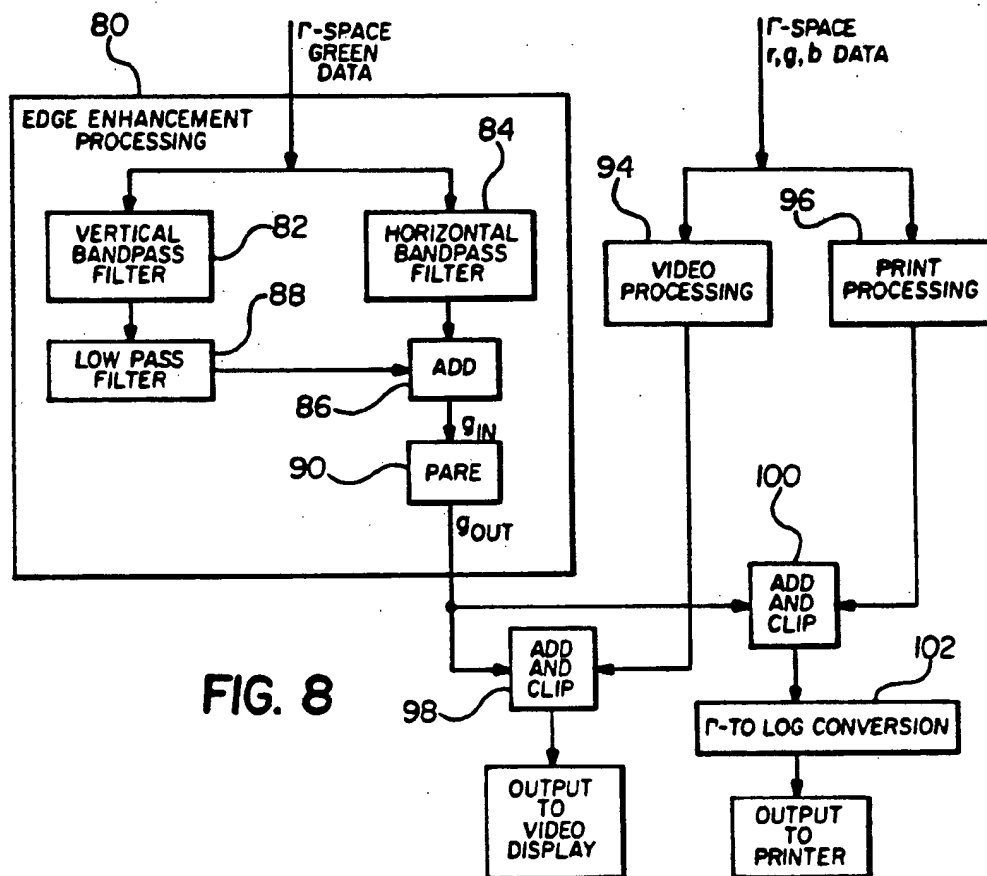 80
Γ-SPACE
GREEN
DATA
Γ-SPACE
r,g,b DATA
EDGE ENHANCEMENT
PROCESSING
84
94
96
VERTICAL
BANDPASS
FILTER
82
HORIZONTAL
BANDPASS
FILTER
VIDEO
PROCESSING
PRINT
PROCESSING
88
LOW PASS
FILTER
ADD
86
gIN
90
PARE
gOUT
100
ADD
AND
CLIP
FIG. 8
ADD
AND
CLIP
98
102
Γ-TO LOG CONVERSION
OUTPUT
TO
VIDEO
DISPLAY
OUTPUT
TO
PRINTER